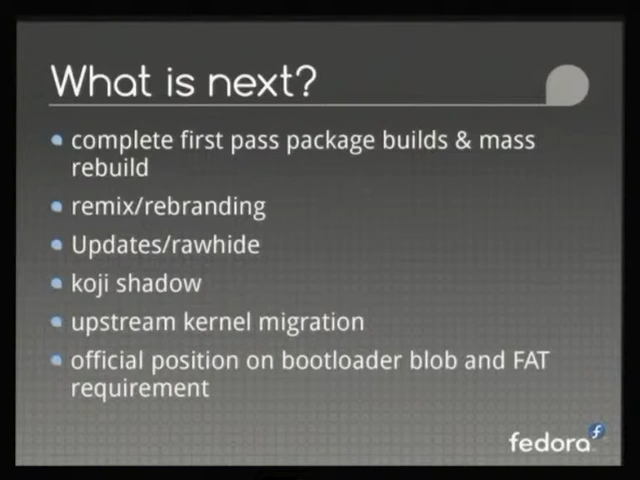 What is next?
complete first pass package builds & mass
rebuild
remix/rebranding
Updates/rawhide
koji shadow
upstream kernel migration
official position on bootloader blob and FAT
requirement
fedora